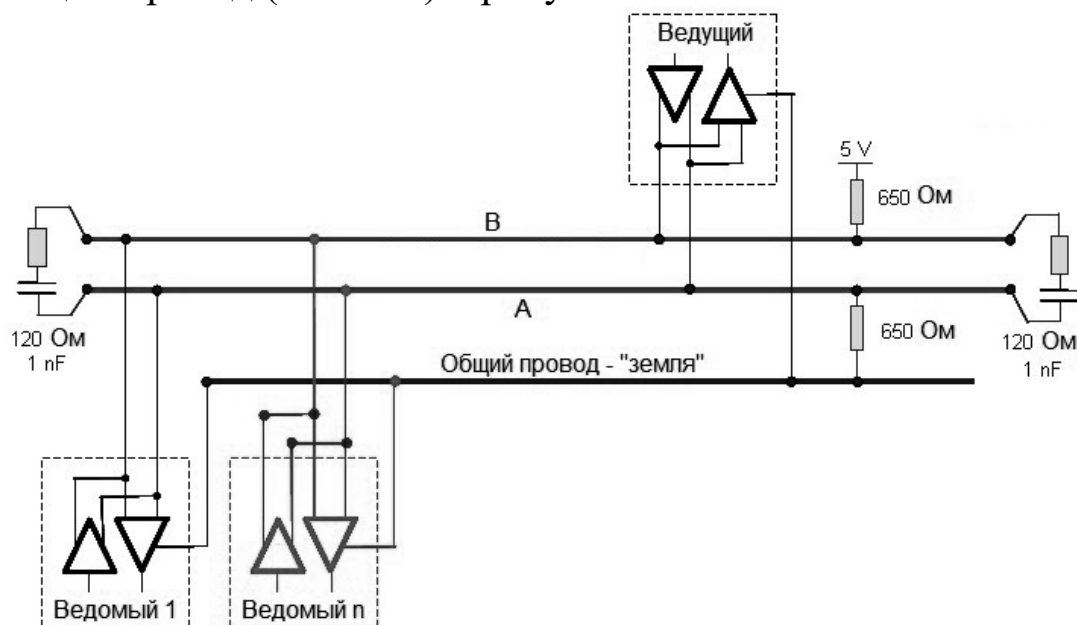 Ведущий
5 V
650 Ом
B
A
650 Ом
120 Ом
1 nF
120 Ом
1 nF
Общий провод - "земля"
Ведомый 1
Ведомый n